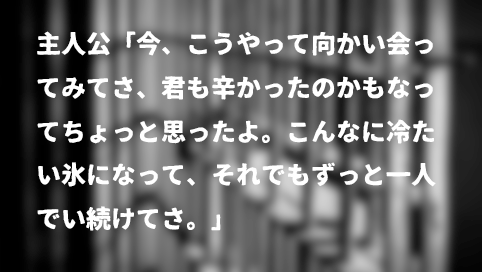 主人公「今、こうやって向かい会っ
てみてさ、君も辛かったのかもなっ
てちょっと思ったよ。こんなに冷た
い氷になって、それでもずっと一人
でい続けてさ。」